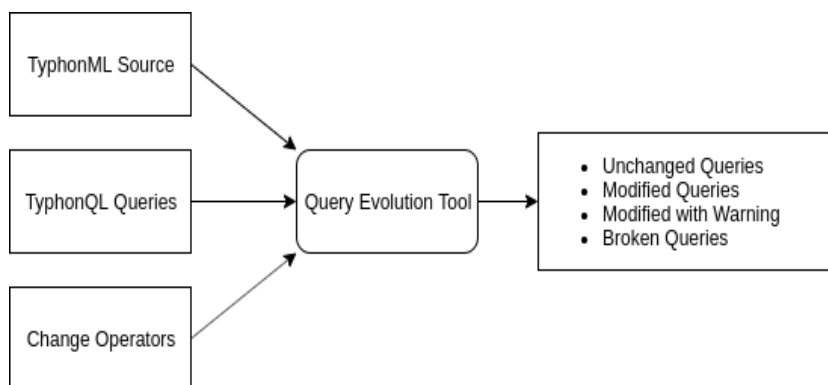 TyphonML Source
TyphonQL Queries
Change Operators
Query Evolution Tool
• Unchanged Queries
• Modified Queries
• Modified with Warning
• Broken Queries